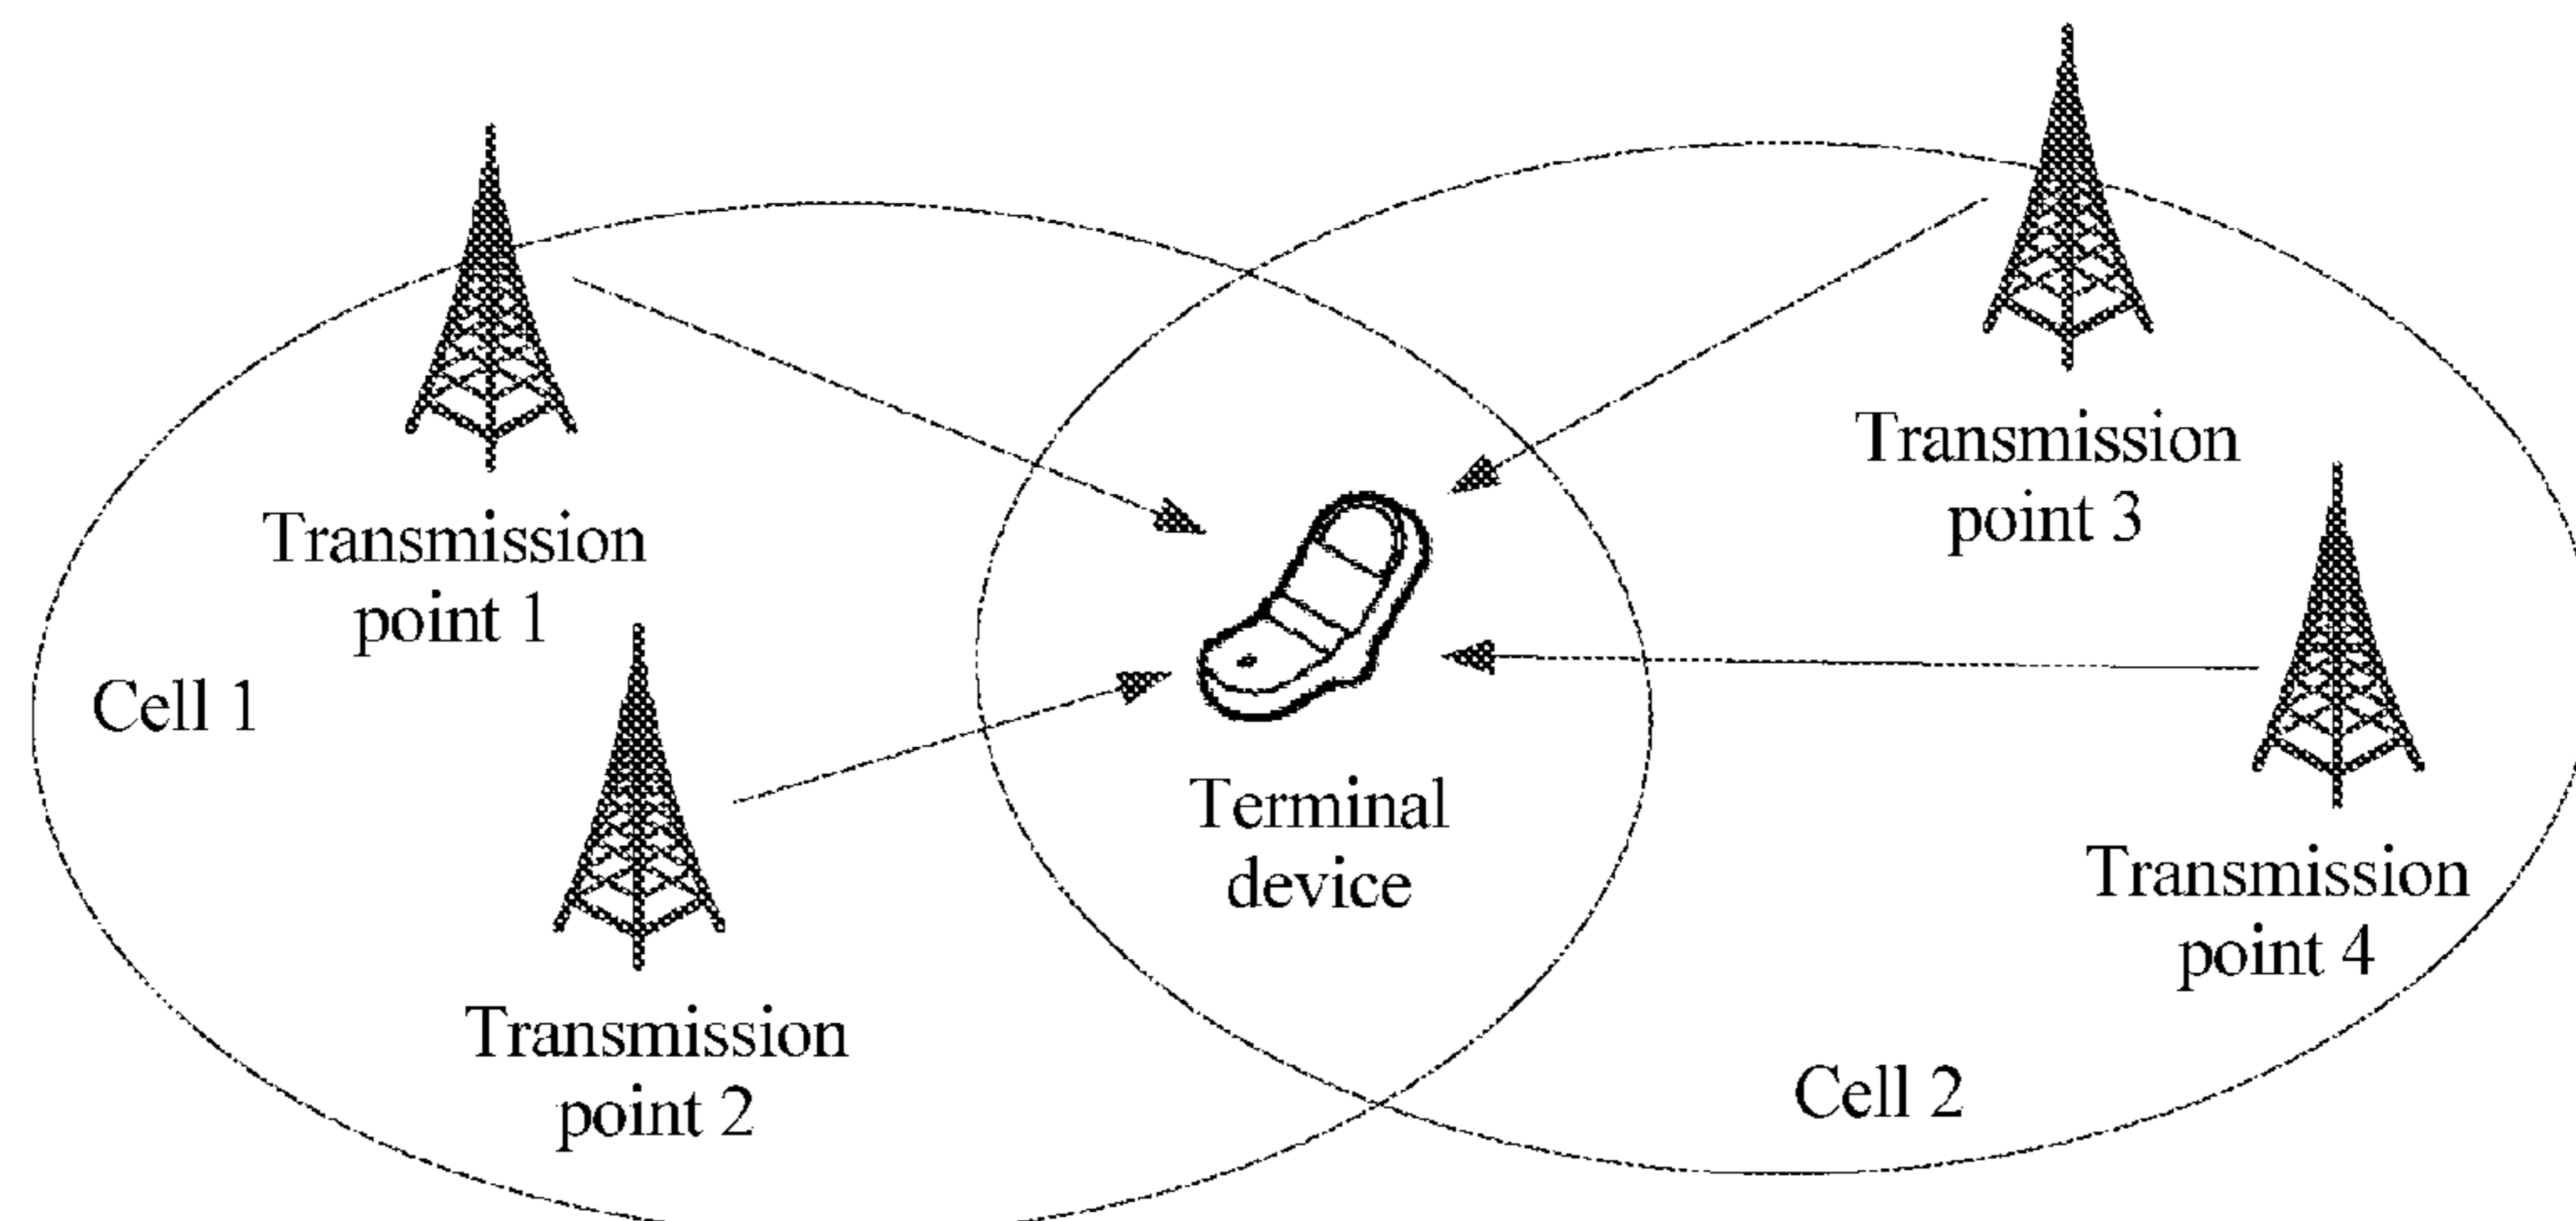 Transmission
point 1
Cell 1
Transmission
point 2
Terminal
device
Transmission
point 3
Transmission
point 4
Cell 2